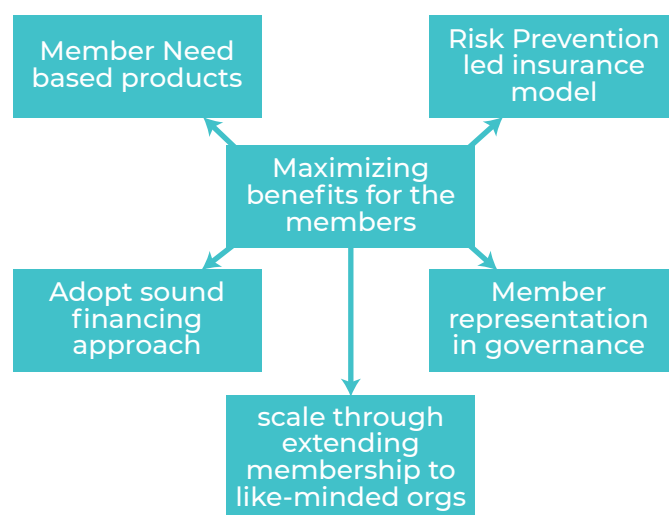 Member Need
based products
Risk Prevention
led insurance
model
Maximizing
benefits for the
members
Adopt sound
financing
approach
Member
representation
in governance
scale through
extending
membership to
like-minded orgs